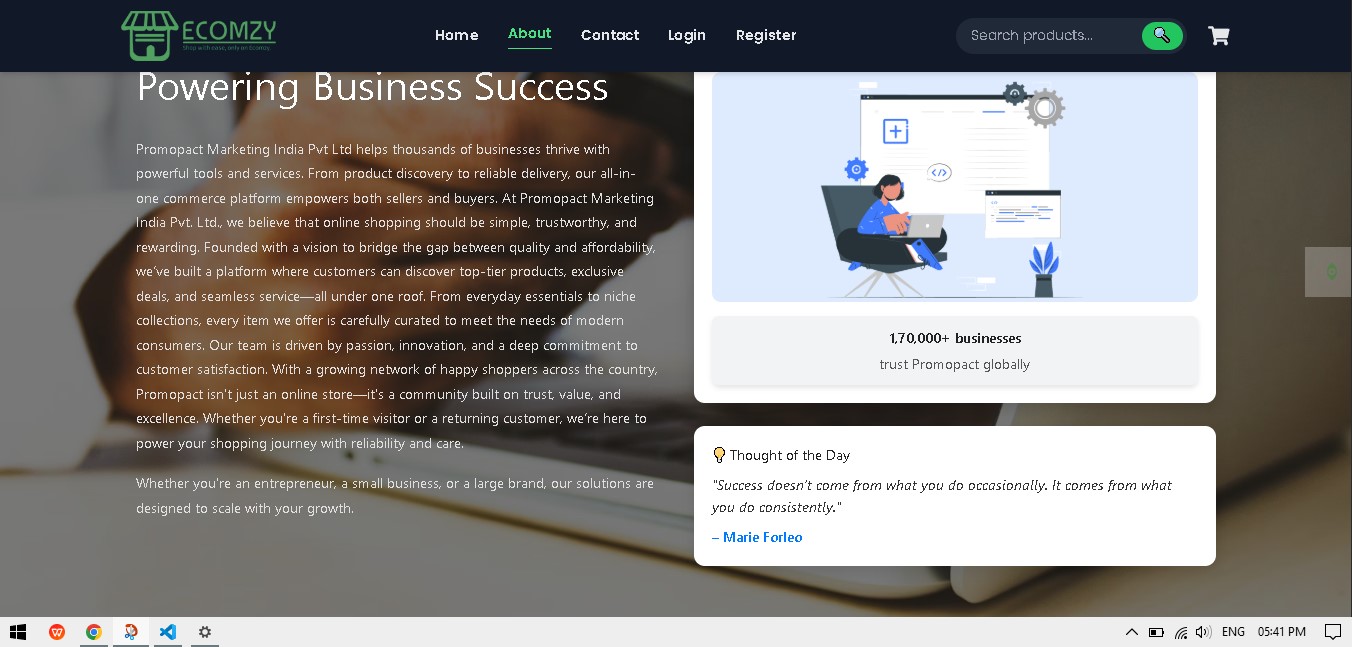 ECOMZY
Shop with ease, only on Ecomzy.
Home
About
Contact
Login
Register
Search products...
Powering Business Success
Promopact Marketing India Pvt Ltd helps thousands of businesses thrive with
powerful tools and services. From product discovery to reliable delivery, our all-in-
one commerce platform empowers both sellers and buyers. At Promopact Marketing
India Pvt. Ltd., we believe that online shopping should be simple, trustworthy, and
rewarding. Founded with a vision to bridge the gap between quality and affordability,
we've built a platform where customers can discover top-tier products, exclusive
deals, and seamless service—all under one roof. From everyday essentials to niche
collections, every item we offer is carefully curated to meet the needs of modern
consumers. Our team is driven by passion, innovation, and a deep commitment to
customer satisfaction. With a growing network of happy shoppers across the country,
Promopact isn't just an online store—it's a community built on trust, value, and
excellence. Whether you're a first-time visitor or a returning customer, we're here to
power your shopping journey with reliability and care.
Whether you're an entrepreneur, a small business, or a large brand, our solutions are
designed to scale with your growth.
</>
1,70,000+ businesses
trust Promopact globally
💡 Thought of the Day
"Success doesn't come from what you do occasionally. It comes from what
you do consistently."
– Marie Forleo
ENG
05:41 PM